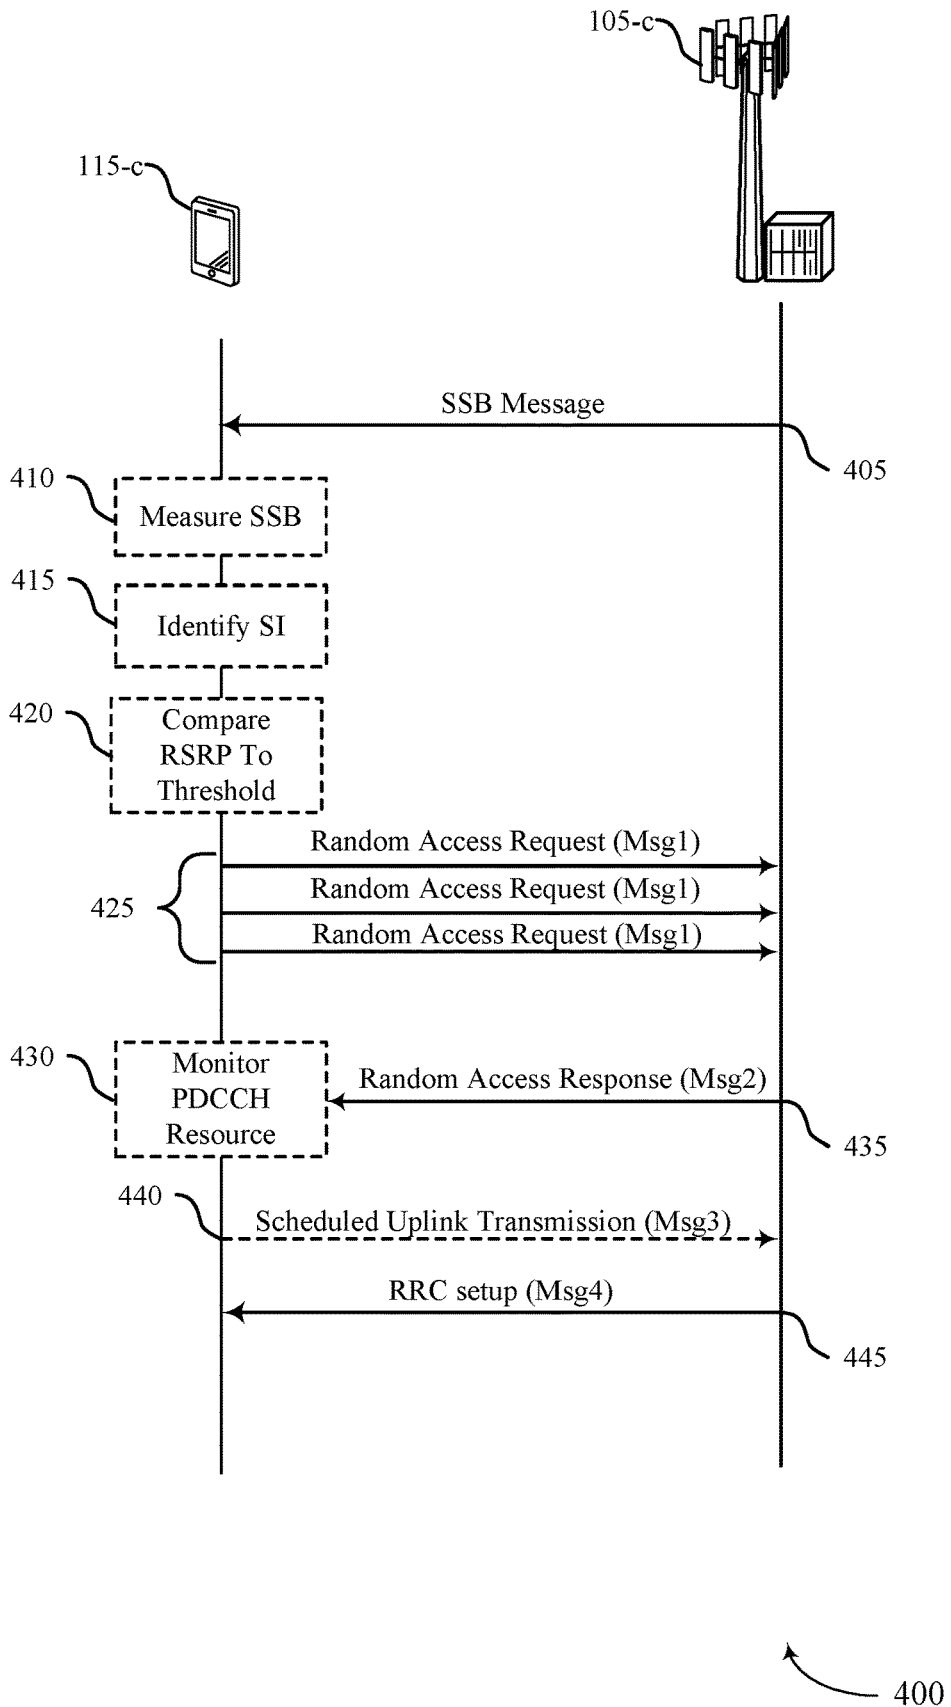 105-c
115-c
SSB Message
405
410
Measure SSB
415
Identify SI
420
Compare
RSRP To
Threshold
Random Access Request (Msg1)
Random Access Request (Msg1)
425
Random Access Request (Msg1)
430
Monitor
PDCCH
Resource
Random Access Response (Msg2)
435
440
Scheduled Uplink Transmission (Msg3)
RRC setup (Msg4)
445
400